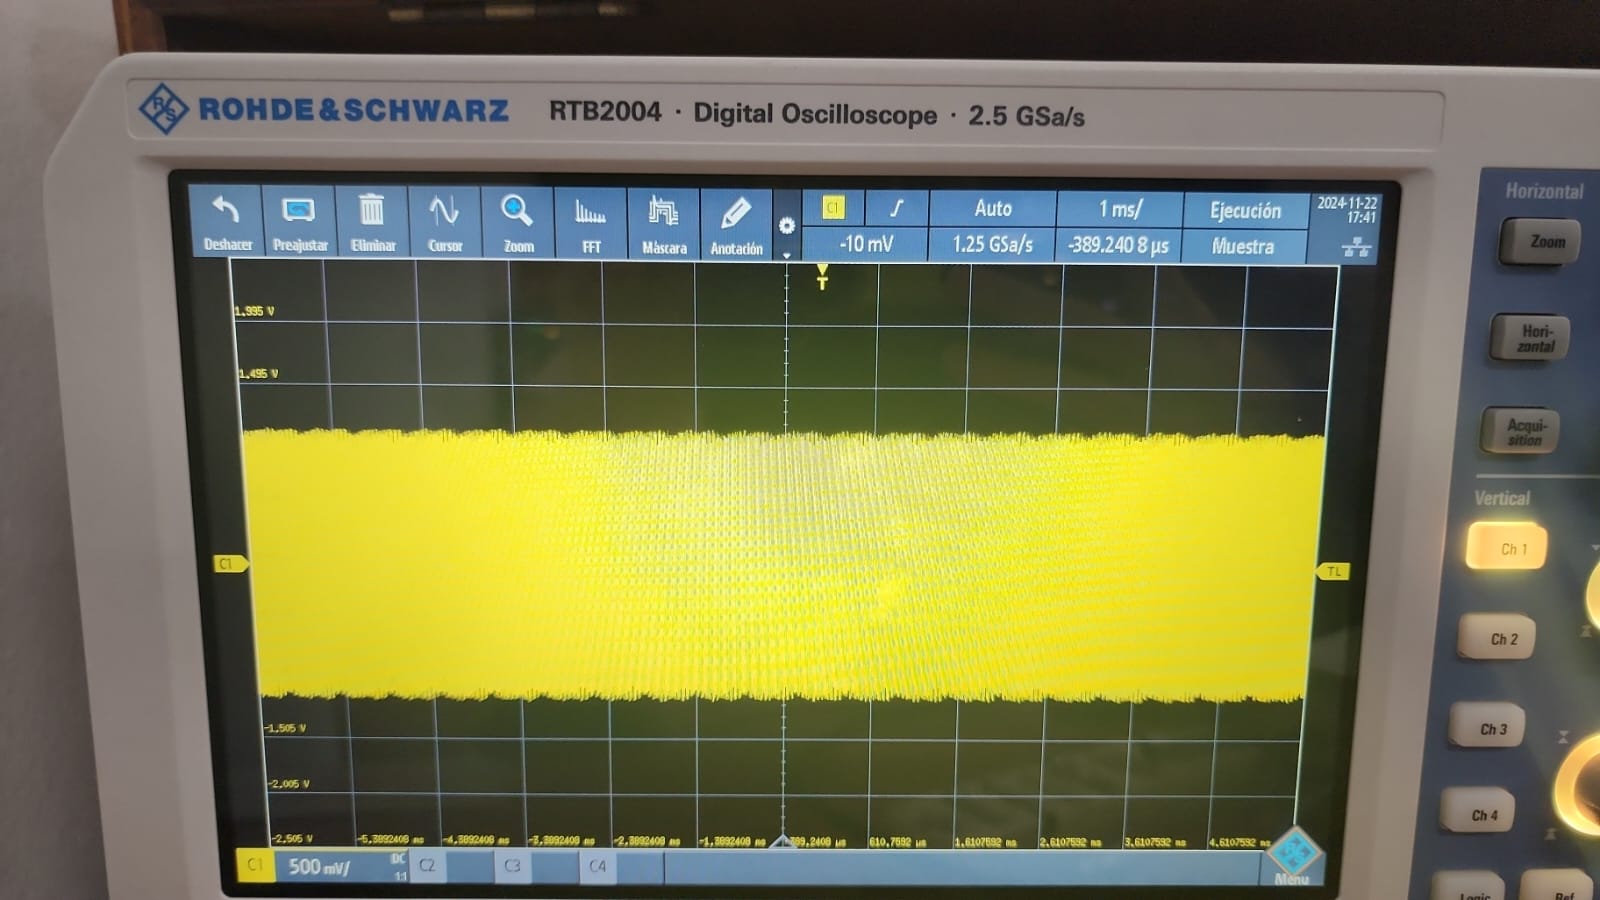 ROHDE&SCHWARZ RTB2004 · Digital Oscilloscope · 2.5 GSa/s
Deshacer Preajustar Eliminar Cursor Zoom FFT Máscara Anotación
C1 Auto 1 ms/ Ejecución
-10 mV 1.25 GSa/s -389.240 8 µs Muestra
2024-11-22
17:41
T
1.995 V
1.495 V
C1
TL
-1.505 V
-2.005 V
-2.505 V
-5.3892408 ms -4.3892408 ms -3.3892408 ms -2.3892408 ms -1.3892408 ms 610.7592 µs 1.6107592 ms 2.6107592 ms 3.6107592 ms 4.6107592 ms
C1 500 mV/ DC
1:1
C2 C3 C4
Menu
Horizontal
Zoom
Hori-
zontal
Acqui-
sition
Vertical
Ch 1
Ch 2
Ch 3
Ch 4
Logic Ref